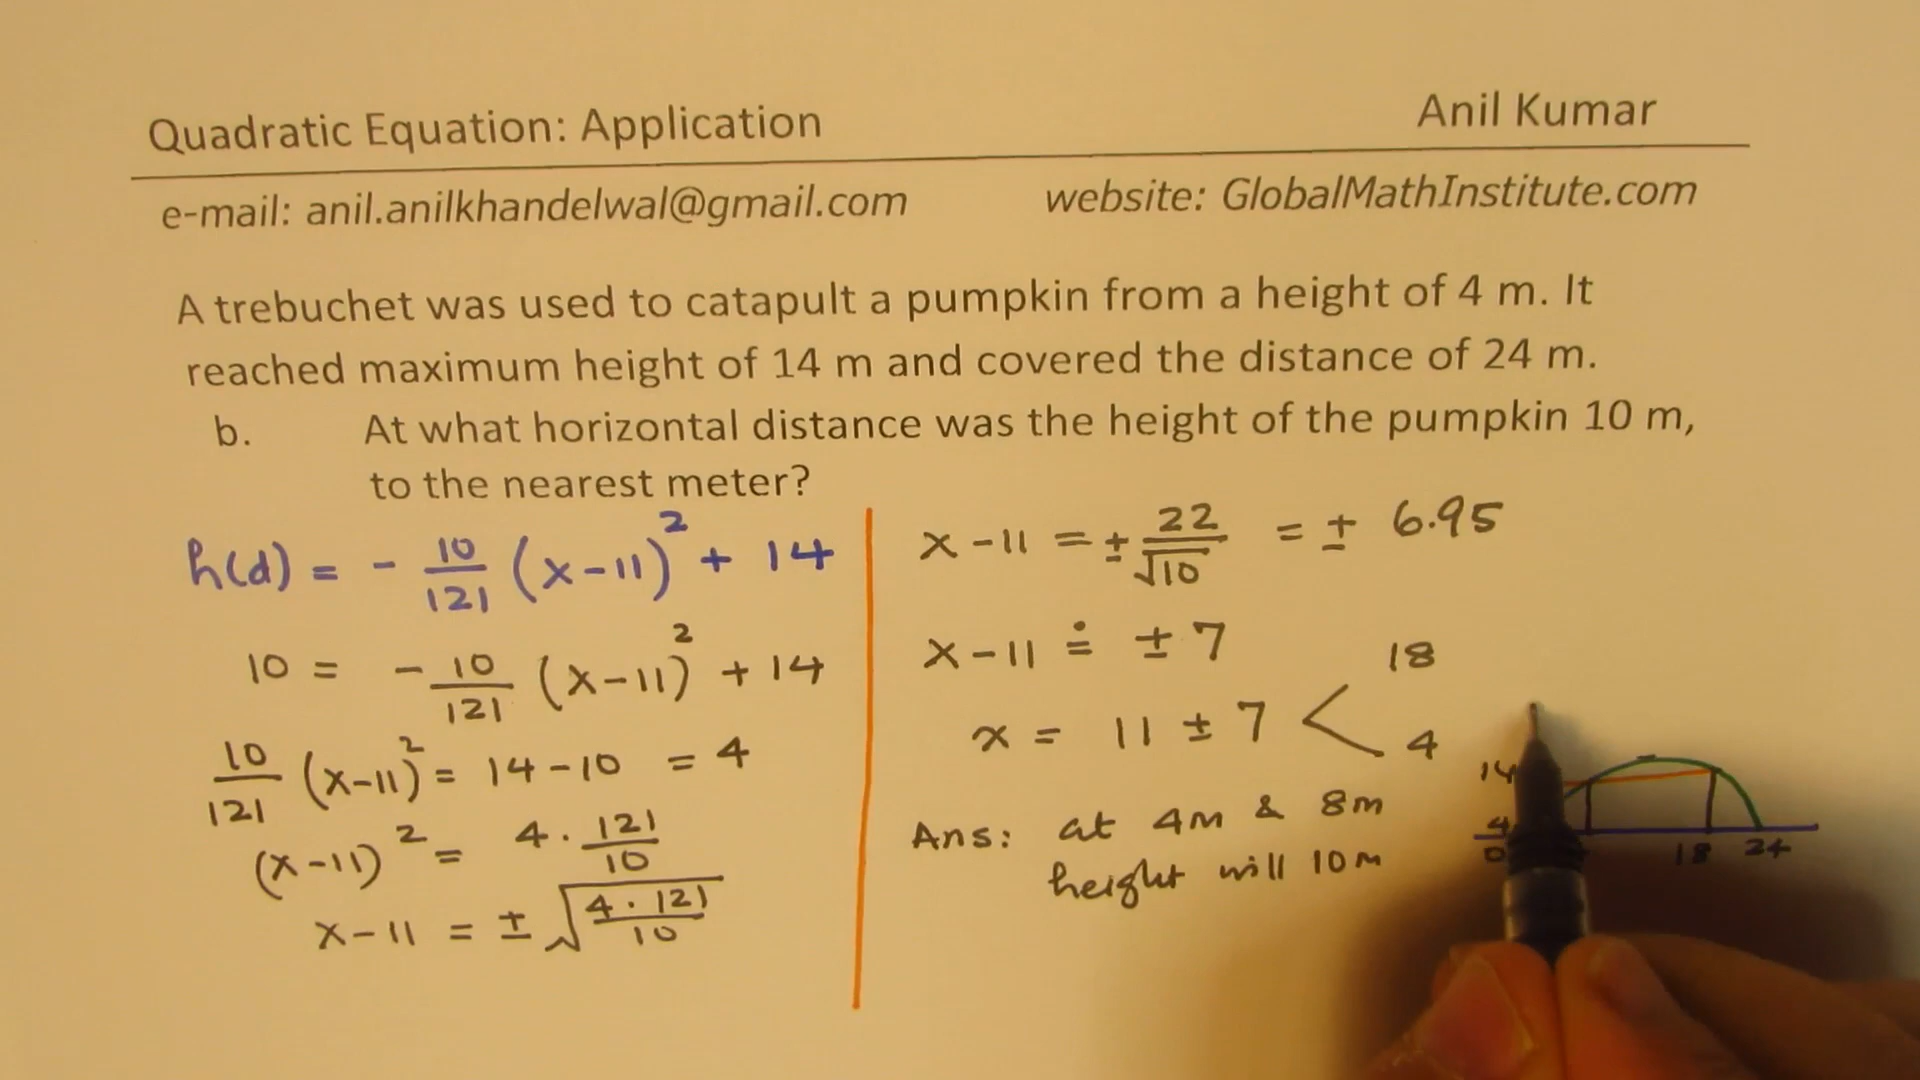 Quadratic Equation: Application
Anil Kumar
e-mail: anil.anilkhandelwal@gmail.com
website: GlobalMathInstitute.com
A trebuchet was used to catapult a pumpkin from a height of 4 m. It
reached maximum height of 14 m and covered the distance of 24 m.
b. At what horizontal distance was the height of the pumpkin 10 m,
to the nearest meter?
h(d) = - 10/121 (x-11)² + 14
10 = - 10/121 (x-11)² + 14
10/121 (x-11)² = 14-10 = 4
(x-11)² = 4 · 121/10
x-11 = ± √(4 · 121/10)
x-11 = ± 22/√10 = ± 6.95
x-11 ≐ ± 7
x = 11 ± 7 < 18
4
Ans: at 4m & 8m
height will 10m
14
4
0
18 24